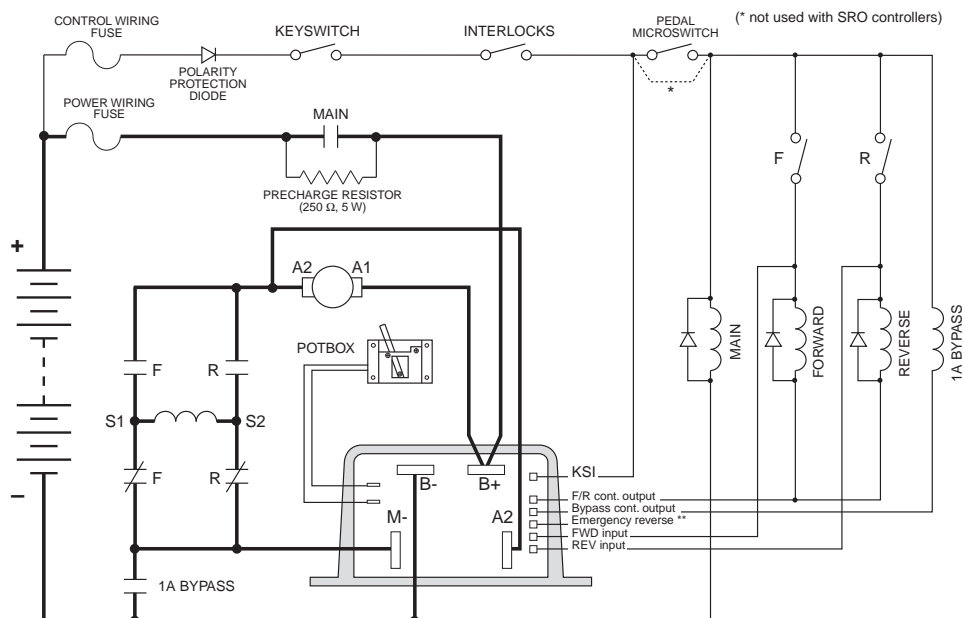 CONTROL WIRING
FUSE
KEYSWITCH
INTERLOCKS
PEDAL
MICROSWITCH
(* not used with SRO controllers)
POLARITY
PROTECTION
DIODE
*
POWER WIRING
FUSE
MAIN
F
R
PRECHARGE RESISTOR
(250 Ω, 5 W)
+
A2
A1
POTBOX
MAIN
FORWARD
REVERSE
1A BYPASS
F
R
S1
S2
F
R
–
B-
B+
M-
A2
KSI
F/R cont. output
Bypass cont. output
Emergency reverse **
FWD input
REV input
1A BYPASS